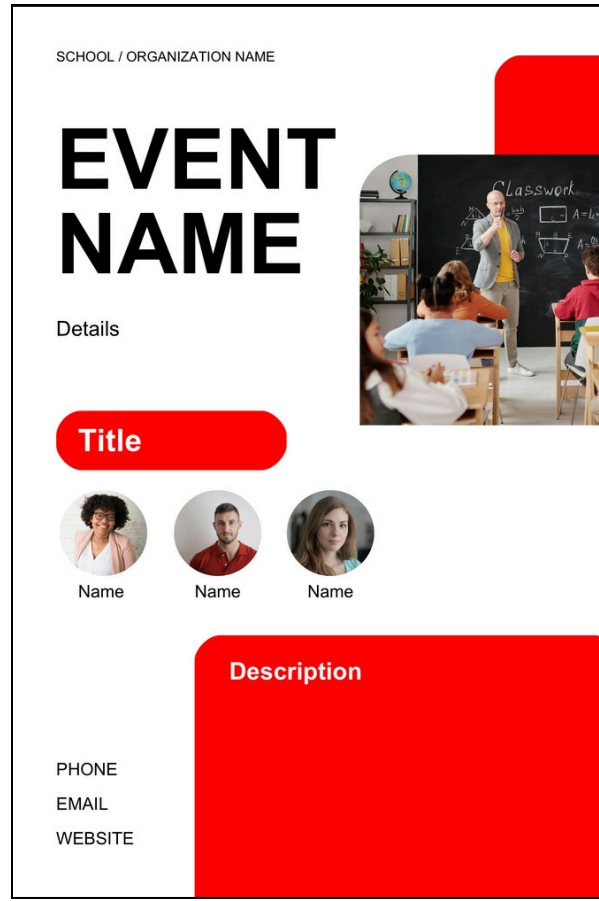 SCHOOL / ORGANIZATION NAME
EVENT
NAME
Classwork
Details
Title
Name Name Name
Description
PHONE
EMAIL
WEBSITE